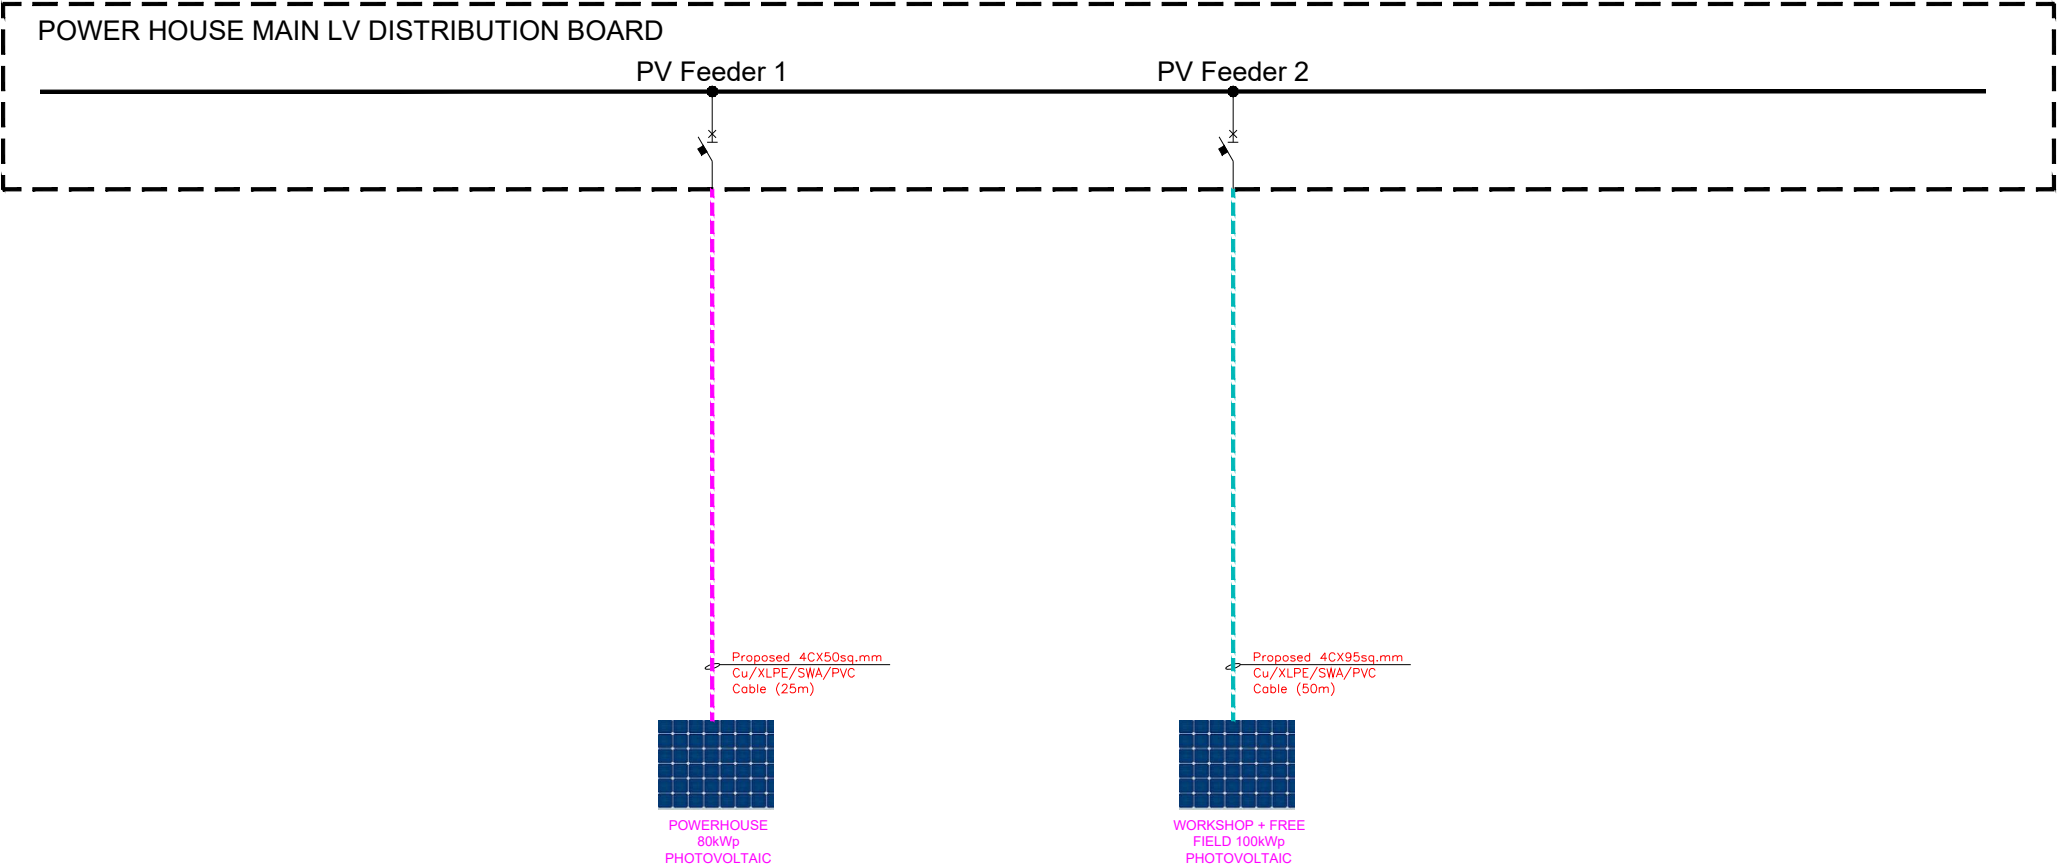 POWER HOUSE MAIN LV DISTRIBUTION BOARD
PV Feeder 1
PV Feeder 2
Proposed 4CX50sq.mm
Cu/XLPE/SWA/PVC
Cable (25m)
Proposed 4CX95sq.mm
Cu/XLPE/SWA/PVC
Cable (50m)
POWERHOUSE
80kWp
PHOTOVOLTAIC
WORKSHOP + FREE
FIELD 100kWp
PHOTOVOLTAIC